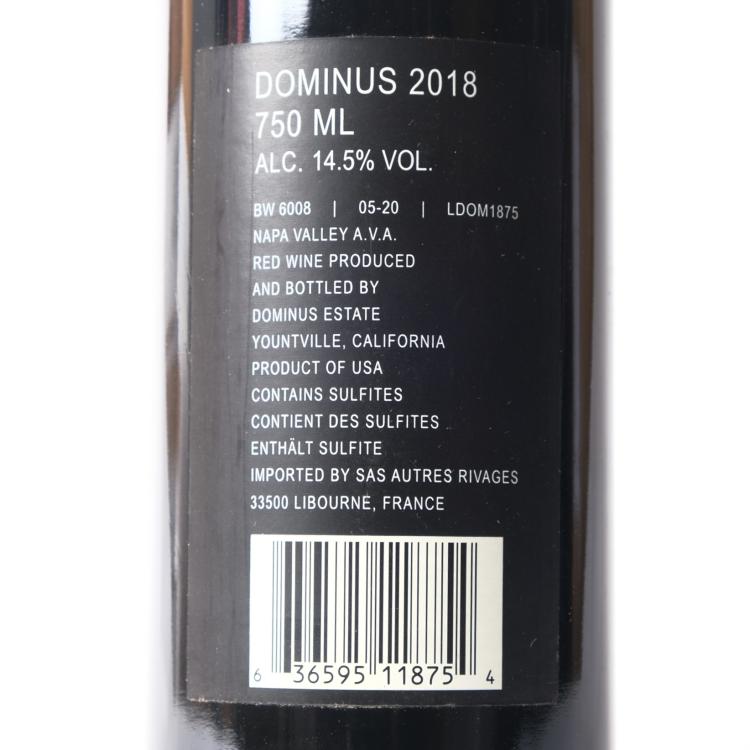 DOMINUS 2018
750 ML
ALC. 14.5% VOL.
BW 6008 | 05-20 | LDOM1875
NAPA VALLEY A.V.A.
RED WINE PRODUCED
AND BOTTLED BY
DOMINUS ESTATE
YOUNTVILLE, CALIFORNIA
PRODUCT OF USA
CONTAINS SULFITES
CONTIENT DES SULFITES
ENTHÄLT SULFITE
IMPORTED BY SAS AUTRES RIVAGES
33500 LIBOURNE, FRANCE
6 36595 11875 4